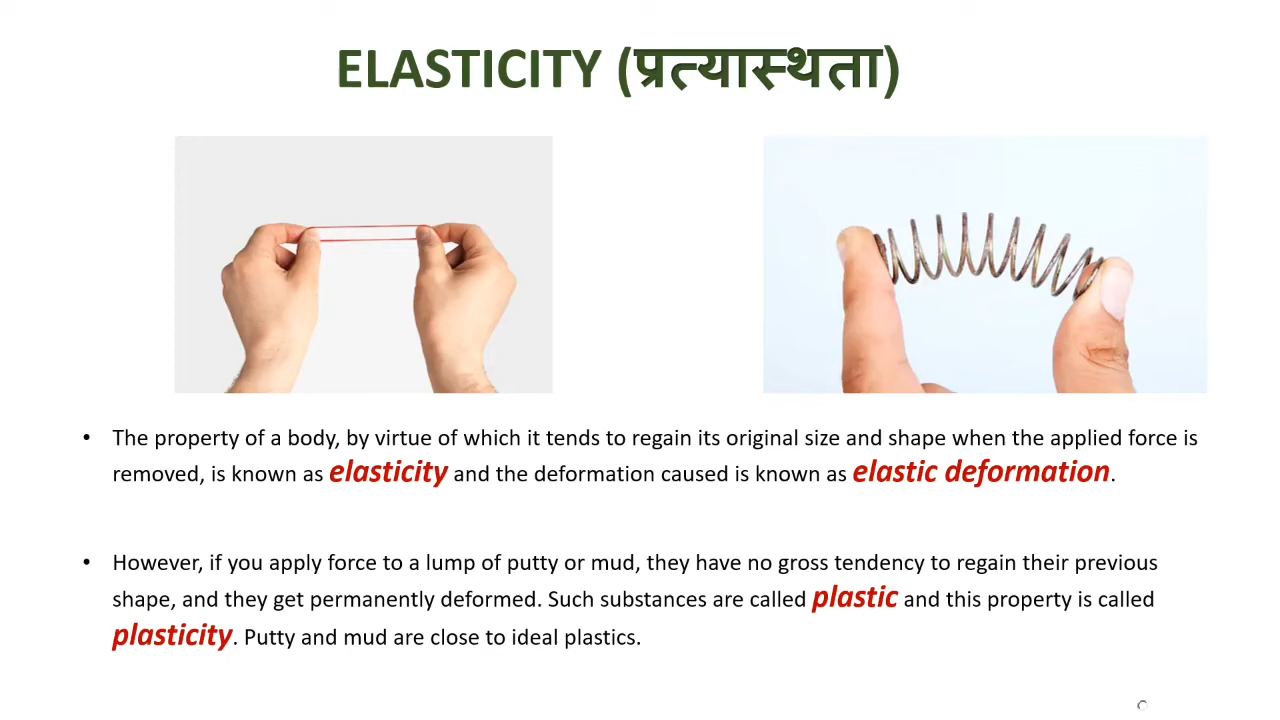 ELASTICITY (प्रत्यास्थता)
• The property of a body, by virtue of which it tends to regain its original size and shape when the applied force is
removed, is known as elasticity and the deformation caused is known as elastic deformation.
• However, if you apply force to a lump of putty or mud, they have no gross tendency to regain their previous
shape, and they get permanently deformed. Such substances are called plastic and this property is called
plasticity. Putty and mud are close to ideal plastics.